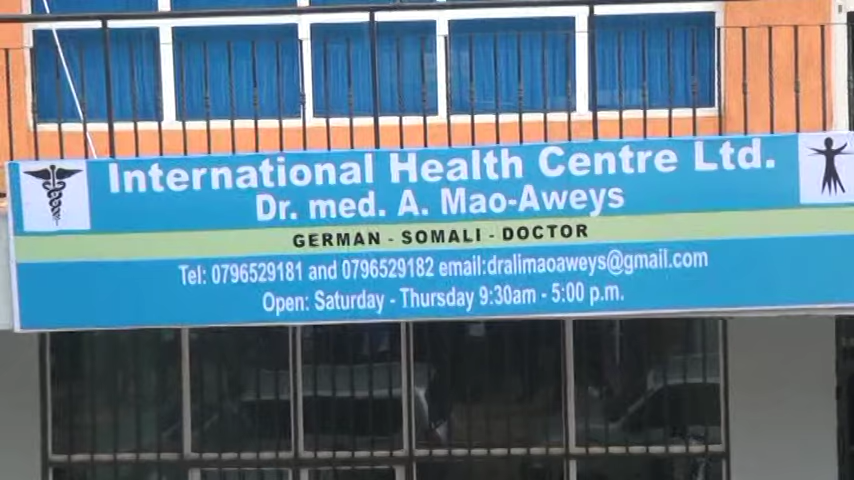 International Health Centre Ltd.
Dr. med. A. Mao-Aweys
GERMAN - SOMALI - DOCTOR
Tel: 0796529181 and 0796529182 email:dralimaoaweys@gmail.com
Open: Saturday - Thursday 9:30am - 5:00 p.m.